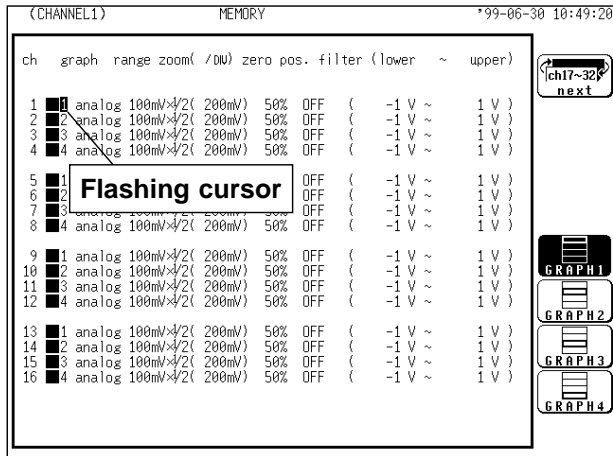 (CHANNEL1) MEMORY '99-06-30 10:49:20
ch graph range zoom( /DIV) zero pos. filter (lower ~ upper)
ch17~32
next
1 1 analog 100mV×1/2( 200mV) 50% OFF ( -1 V ~ 1 V )
2 2 analog 100mV×1/2( 200mV) 50% OFF ( -1 V ~ 1 V )
3 3 analog 100mV×1/2( 200mV) 50% OFF ( -1 V ~ 1 V )
4 4 analog 100mV×1/2( 200mV) 50% OFF ( -1 V ~ 1 V )
Flashing cursor
5 1 OFF ( -1 V ~ 1 V )
6 2 OFF ( -1 V ~ 1 V )
7 3 OFF ( -1 V ~ 1 V )
8 4 analog 100mV×1/2( 200mV) 50% OFF ( -1 V ~ 1 V )
9 1 analog 100mV×1/2( 200mV) 50% OFF ( -1 V ~ 1 V )
10 2 analog 100mV×1/2( 200mV) 50% OFF ( -1 V ~ 1 V )
11 3 analog 100mV×1/2( 200mV) 50% OFF ( -1 V ~ 1 V )
12 4 analog 100mV×1/2( 200mV) 50% OFF ( -1 V ~ 1 V )
13 1 analog 100mV×1/2( 200mV) 50% OFF ( -1 V ~ 1 V )
14 2 analog 100mV×1/2( 200mV) 50% OFF ( -1 V ~ 1 V )
15 3 analog 100mV×1/2( 200mV) 50% OFF ( -1 V ~ 1 V )
16 4 analog 100mV×1/2( 200mV) 50% OFF ( -1 V ~ 1 V )
GRAPH1
GRAPH2
GRAPH3
GRAPH4